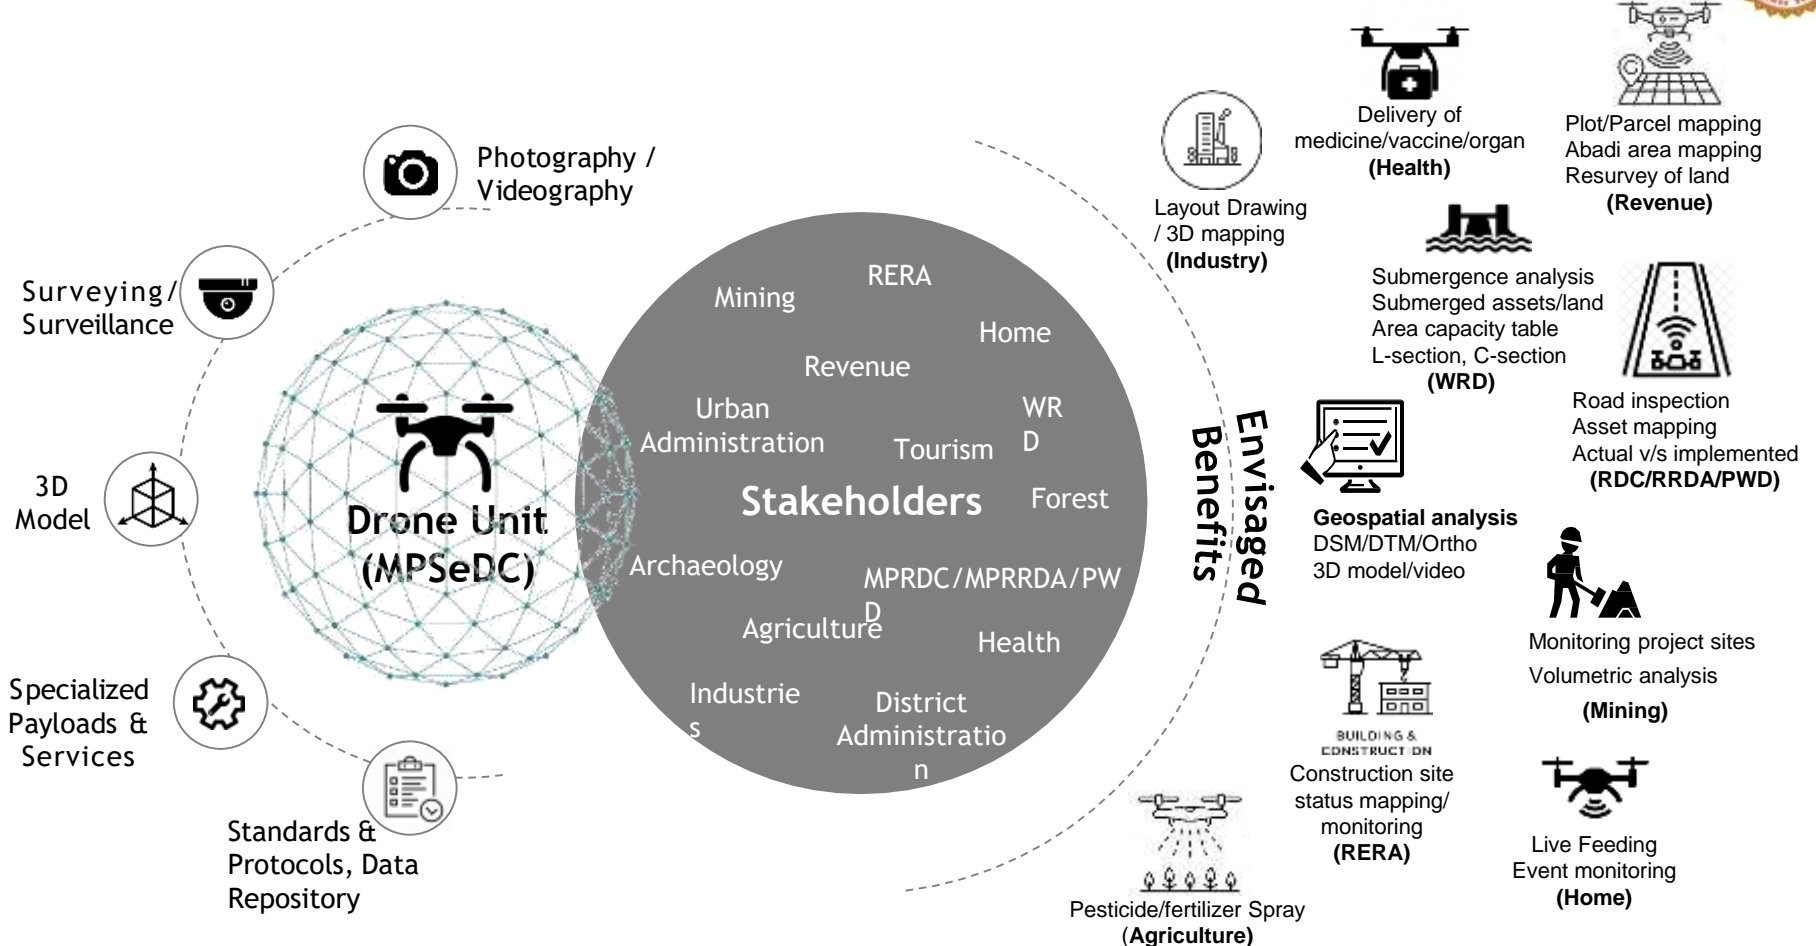 Photography /
Videography
Surveying/
Surveillance
3D
Model
Specialized
Payloads &
Services
Standards &
Protocols, Data
Repository
Drone Unit
(MPSeDC)
RERA
Mining
Home
Revenue
Urban
Administration
WR
D
Tourism
Stakeholders
Forest
Archaeology
MPRDC/MPRRDA/PW
D
Agriculture
Health
Industrie
s
District
Administratio
n
Envisaged
Benefits
Layout Drawing
/ 3D mapping
(Industry)
Delivery of
medicine/vaccine/organ
(Health)
Plot/Parcel mapping
Abadi area mapping
Resurvey of land
(Revenue)
Submergence analysis
Submerged assets/land
Area capacity table
L-section, C-section
(WRD)
Road inspection
Asset mapping
Actual v/s implemented
(RDC/RRDA/PWD)
Geospatial analysis
DSM/DTM/Ortho
3D model/video
Monitoring project sites
Volumetric analysis
(Mining)
BUILDING &
CONSTRUCTION
Construction site
status mapping/
monitoring
(RERA)
Live Feeding
Event monitoring
(Home)
Pesticide/fertilizer Spray
(Agriculture)